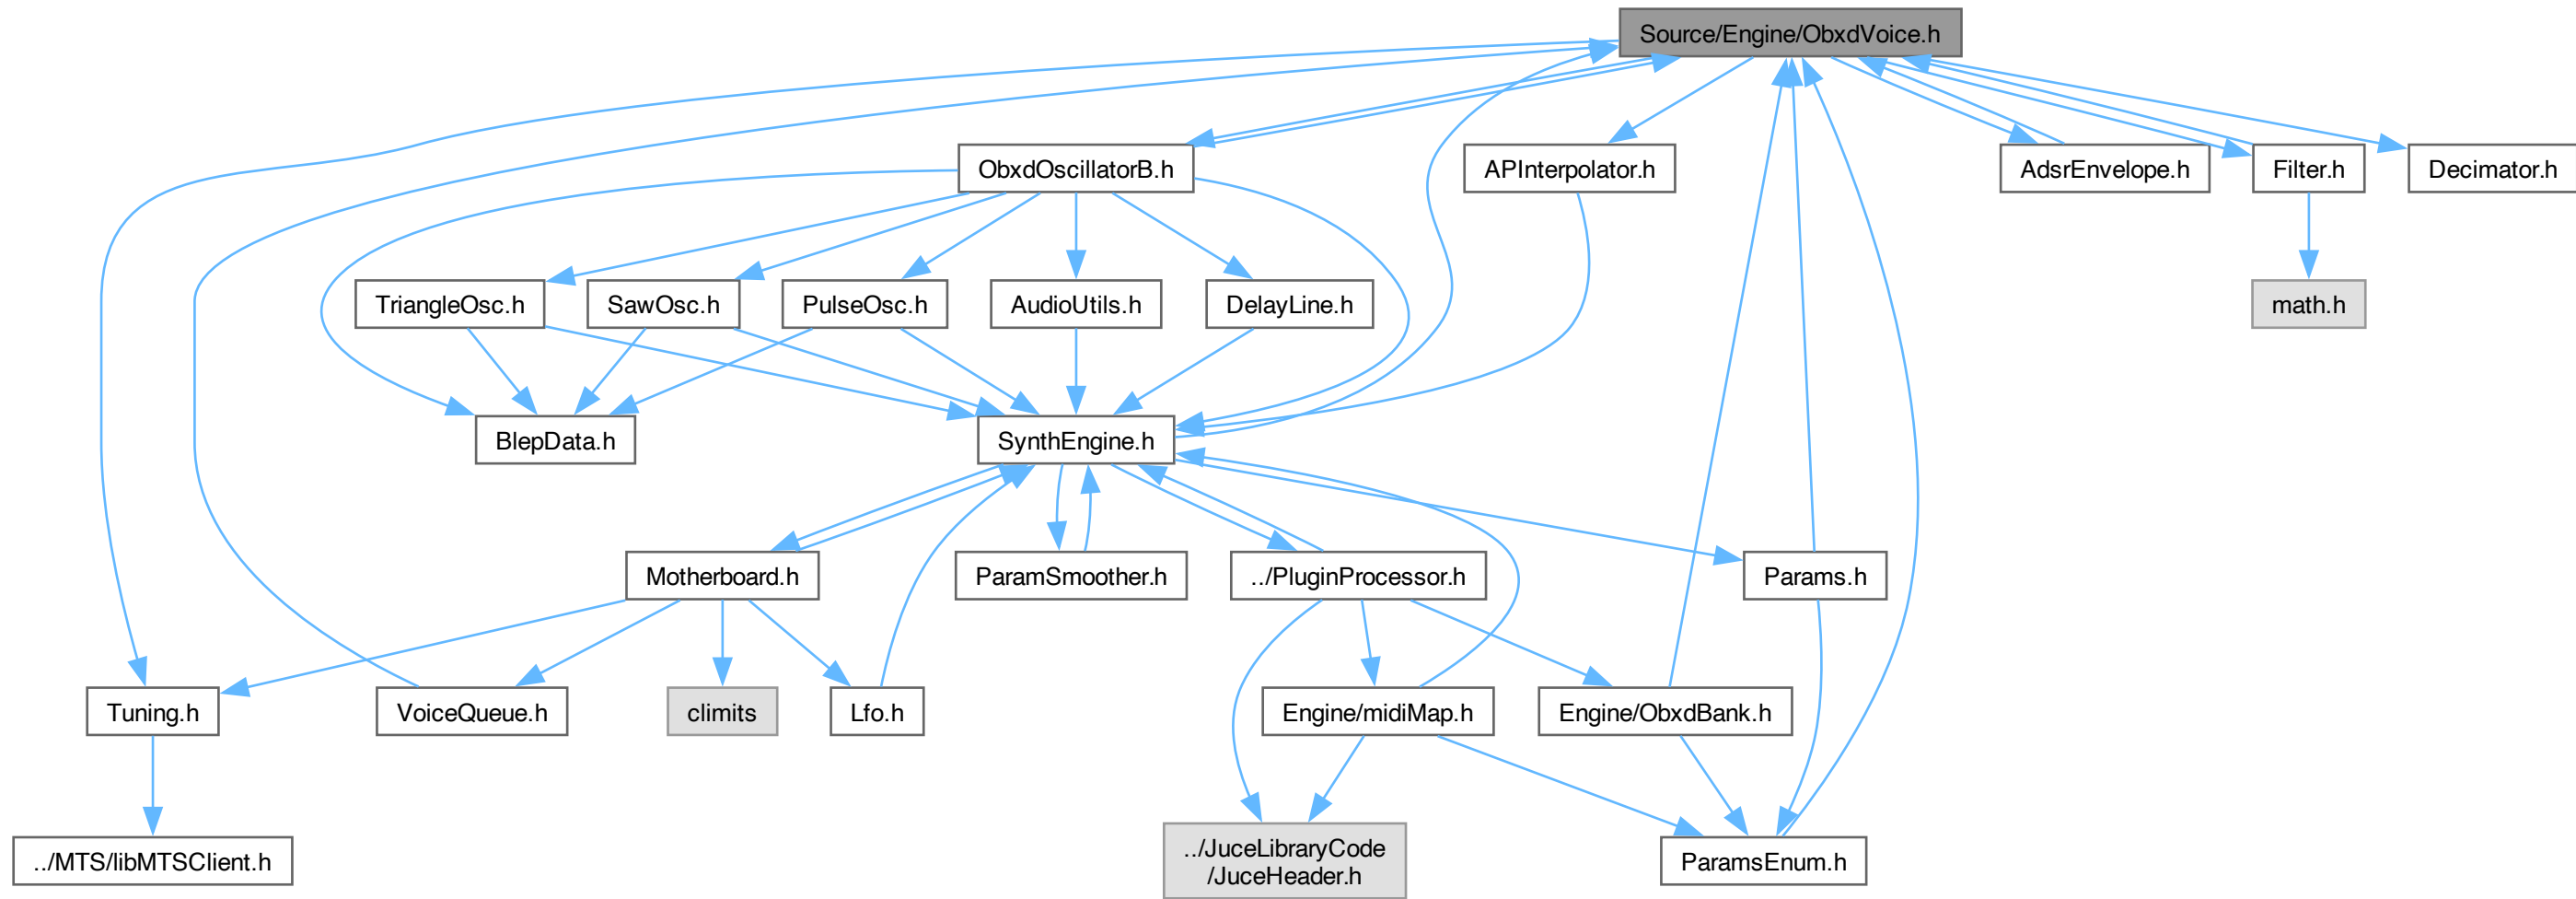 Source/Engine/ObxdVoice.h
ObxdOscillatorB.h
APInterpolator.h
AdsrEnvelope.h
Filter.h
Decimator.h
TriangleOsc.h
SawOsc.h
PulseOsc.h
AudioUtils.h
DelayLine.h
math.h
BlepData.h
SynthEngine.h
Motherboard.h
ParamSmoother.h
../PluginProcessor.h
Params.h
Tuning.h
VoiceQueue.h
climits
Lfo.h
Engine/midiMap.h
Engine/ObxdBank.h
../MTS/libMTSClient.h
../JuceLibraryCode
/JuceHeader.h
ParamsEnum.h